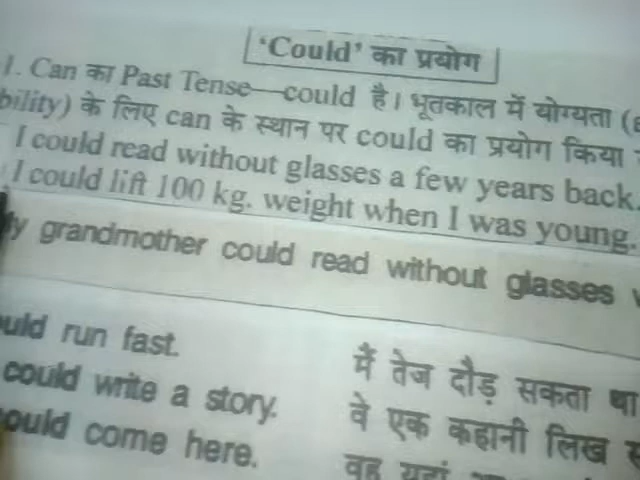 'Could' का प्रयोग
1. Can का Past Tense—could है। भूतकाल में योग्यता
bility) के लिए can के स्थान पर could का प्रयोग किया
I could read without glasses a few years back.
I could lift 100 kg. weight when I was young.
grandmother could read without glasses
run fast.
could write a story.
come here.
मैं तेज दौड़ सकता था
वे एक कहानी लिख
वह यहां